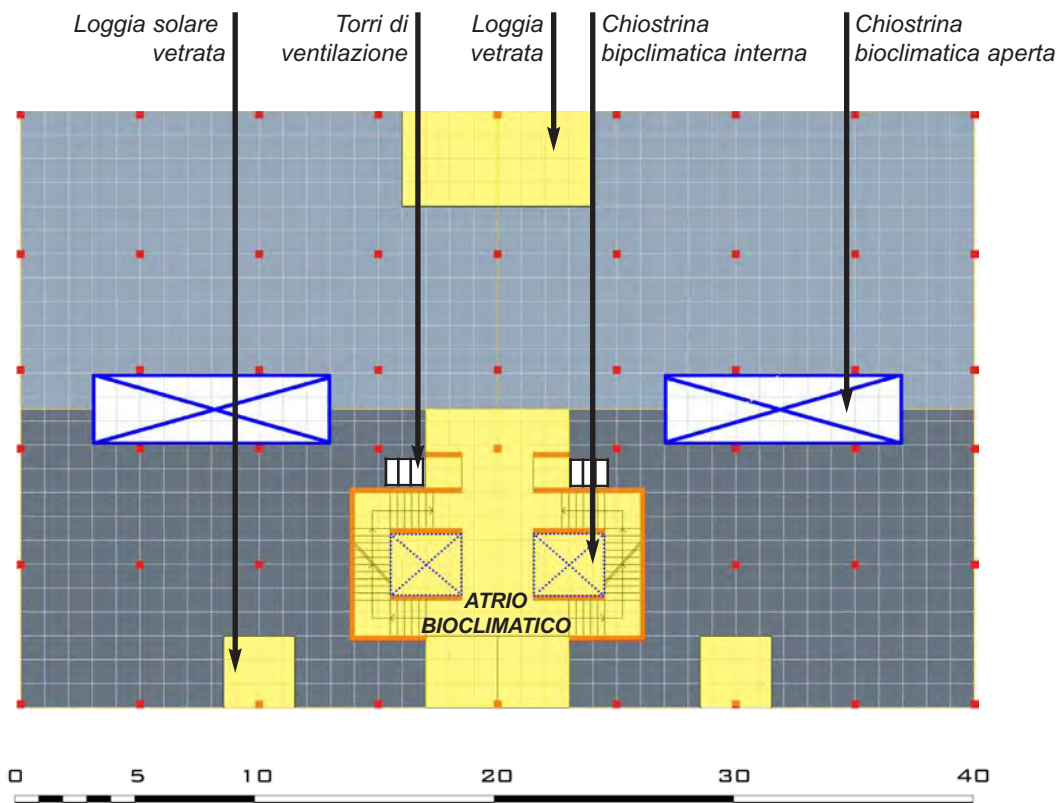 Loggia solare
vetrata
Torri di
ventilazione
Loggia
vetrata
Chiostrina
bipclimatica interna
Chiostrina
bioclimatica aperta
ATRIO
BIOCLIMATICO
0 5 10 20 30 40